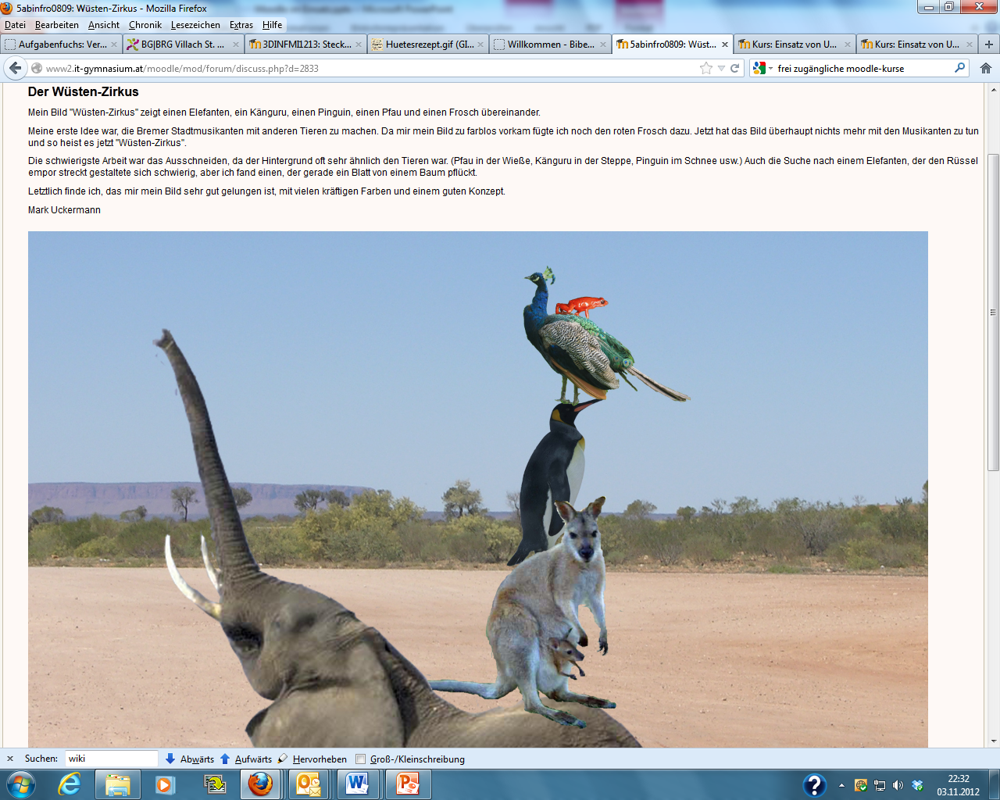 5abinfro0809: Wüsten-Zirkus - Mozilla Firefox
Datei Bearbeiten Ansicht Chronik Lesezeichen Extras Hilfe
Aufgabenfuchs: Ver... BG|BRG Villach St. ... 3DINFMI1213: Steck... Huetesrezept.gif (GI... Willkommen - Bibe... 5abinfro0809: Wüst... Kurs: Einsatz von U... Kurs: Einsatz von U...
www2.it-gymnasium.at/moodle/mod/forum/discuss.php?d=2833 frei zugängliche moodle-kurse
Der Wüsten-Zirkus
Mein Bild "Wüsten-Zirkus" zeigt einen Elefanten, ein Känguru, einen Pinguin, einen Pfau und einen Frosch übereinander.
Meine erste Idee war, die Bremer Stadtmusikanten mit anderen Tieren zu machen. Da mir mein Bild zu farblos vorkam fügte ich noch den roten Frosch dazu. Jetzt hat das Bild überhaupt nichts mehr mit den Musikanten zu tun
und so heist es jetzt "Wüsten-Zirkus".
Die schwierigste Arbeit war das Ausschneiden, da der Hintergrund oft sehr ähnlich den Tieren war. (Pfau in der Wieße, Känguru in der Steppe, Pinguin im Schnee usw.) Auch die Suche nach einem Elefanten, der den Rüssel
empor streckt gestaltete sich schwierig, aber ich fand einen, der gerade ein Blatt von einem Baum pflückt.
Letztlich finde ich, das mir mein Bild sehr gut gelungen ist, mit vielen kräftigen Farben und einem guten Konzept.
Mark Uckermann
Suchen: wiki Abwärts Aufwärts Hervorheben Groß-/Kleinschreibung
22:32
03.11.2012